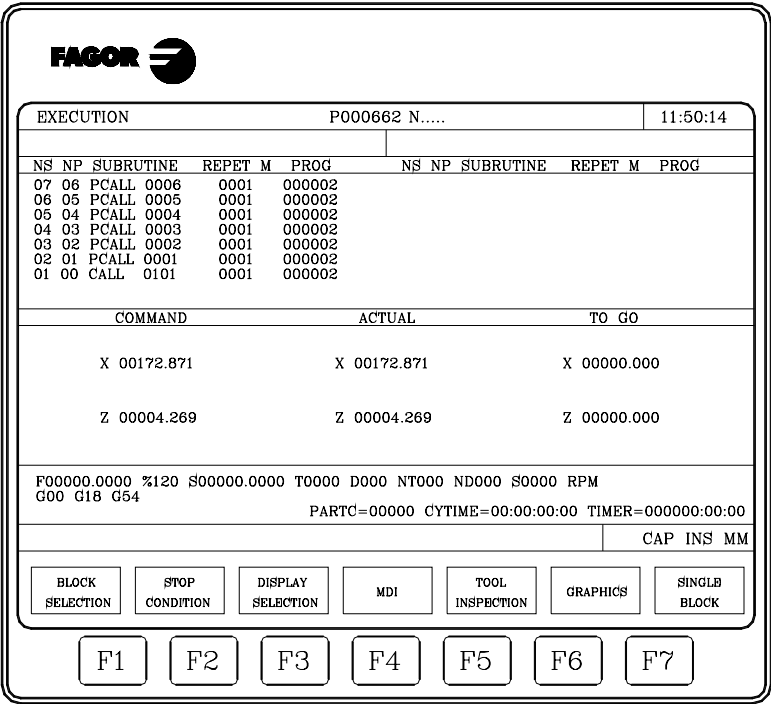 FAGOR
EXECUTION P000662 N..... 11:50:14
NS NP SUBRUTINE REPET M PROG NS NP SUBRUTINE REPET M PROG
07 06 PCALL 0006 0001 000002
06 05 PCALL 0005 0001 000002
05 04 PCALL 0004 0001 000002
04 03 PCALL 0003 0001 000002
03 02 PCALL 0002 0001 000002
02 01 PCALL 0001 0001 000002
01 00 CALL 0101 0001 000002
COMMAND ACTUAL TO GO
X 00172.871 X 00172.871 X 00000.000
Z 00004.269 Z 00004.269 Z 00000.000
F00000.0000 %120 S00000.0000 T0000 D000 NT000 ND000 S0000 RPM
G00 G18 G54
PARTC=00000 CYTIME=00:00:00:00 TIMER=000000:00:00
CAP INS MM
BLOCK SELECTION
STOP CONDITION
DISPLAY SELECTION
MDI
TOOL INSPECTION
GRAPHICS
SINGLE BLOCK
F1 F2 F3 F4 F5 F6 F7